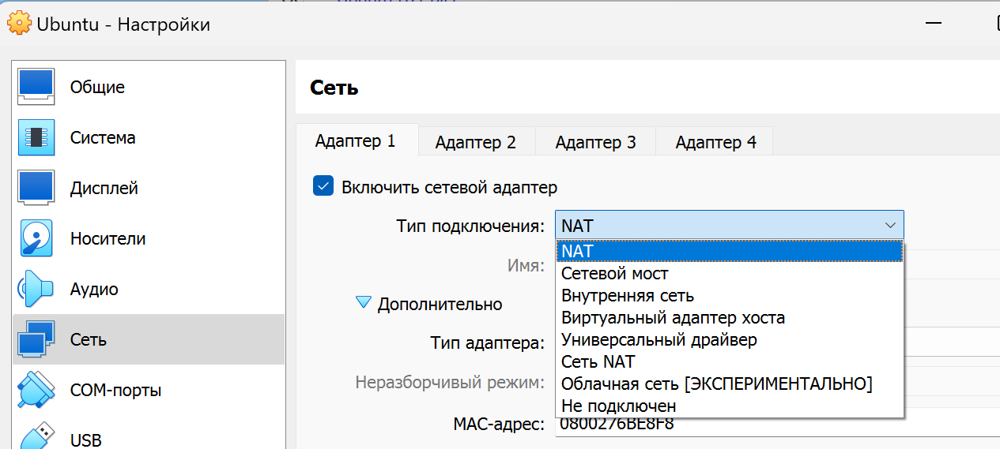 Ubuntu - Настройки
Общие
Система
Дисплей
Носители
Аудио
Сеть
COM-порты
USB
Сеть
Адаптер 1
Адаптер 2
Адаптер 3
Адаптер 4
Включить сетевой адаптер
Тип подключения: NAT
NAT
Сетевой мост
Внутренняя сеть
Виртуальный адаптер хоста
Универсальный драйвер
Сеть NAT
Облачная сеть [ЭКСПЕРИМЕНТАЛЬНО]
Не подключен
Имя:
Дополнительно
Тип адаптера:
Неразборчивый режим:
MAC-адрес: 0800276BE8F8